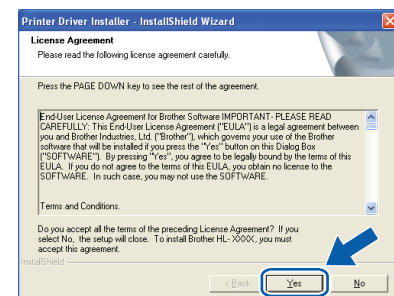 Printer Driver Installer - InstallShield Wizard
License Agreement
Please read the following license agreement carefully.
Press the PAGE DOWN key to see the rest of the agreement.
End-User License Agreement for Brother Software IMPORTANT- PLEASE READ
CAREFULLY: This End-User License Agreement ("EULA") is a legal agreement between
you and Brother Industries, Ltd. ("Brother"), which governs your use of the Brother
software that will be installed if you press the "Yes" button on this Dialog Box
("SOFTWARE"). By pressing "Yes", you agree to be legally bound by the terms of this
EULA. If you do not agree to the terms of this EULA, you obtain no license to the
SOFTWARE. In such case, you may not use the SOFTWARE.
Terms and Conditions.
Do you accept all the terms of the preceding License Agreement? If you
select No, the setup will close. To install Brother HL- XXXX, you must
accept this agreement.
InstallShield
< Back Yes No